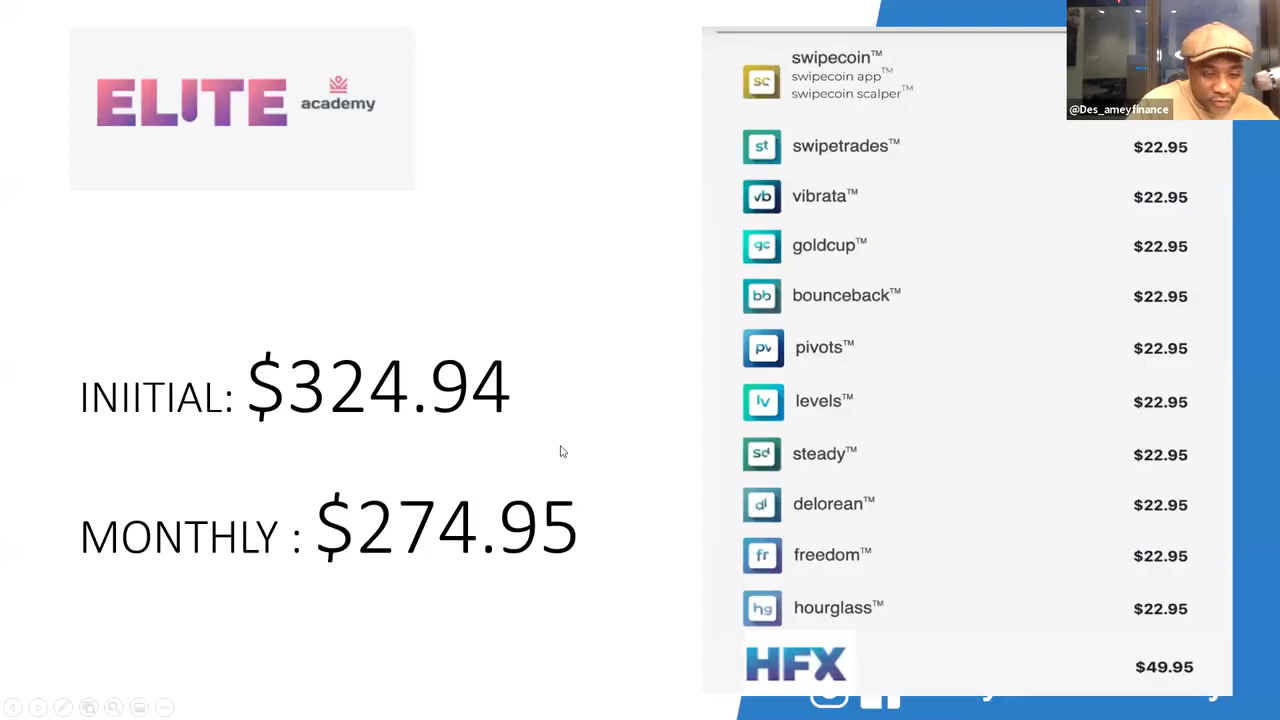 ELITE academy
INIITIAL: $324.94
MONTHLY : $274.95
swipecoin™
swipecoin app™
swipecoin scalper™
st swipetrades™ $22.95
vb vibrata™ $22.95
gc goldcup™ $22.95
bb bounceback™ $22.95
pv pivots™ $22.95
lv levels™ $22.95
sd steady™ $22.95
dl delorean™ $22.95
fr freedom™ $22.95
hg hourglass™ $22.95
HFX $49.95
sc
@Des_ameyfinance